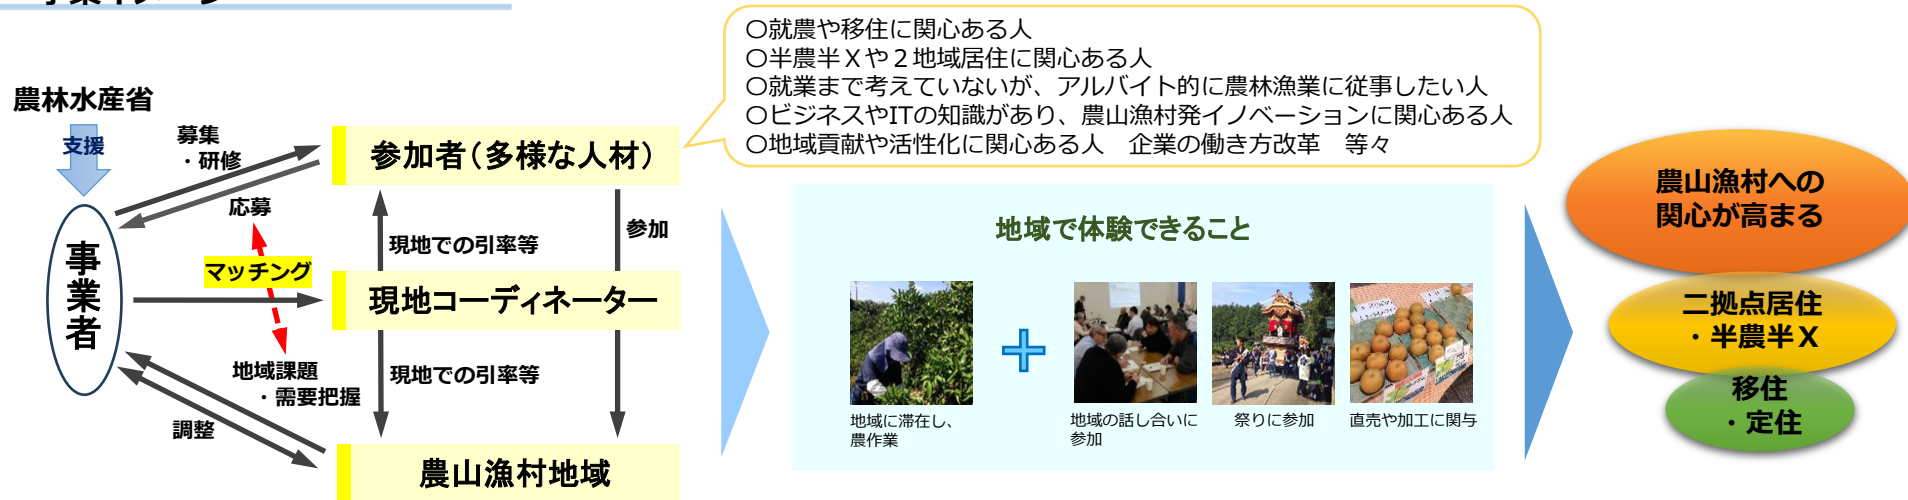 〇就農や移住に関心ある人
〇半農半Xや2地域居住に関心ある人
〇就業まで考えていないが、アルバイト的に農林漁業に従事したい人
〇ビジネスやITの知識があり、農山漁村発イノベーションに関心ある人
〇地域貢献や活性化に関心ある人　企業の働き方改革　等々
農林水産省
支援
事業者
募集
・研修
応募
マッチング
地域課題
・需要把握
調整
参加者(多様な人材)
現地での引率等
参加
現地コーディネーター
現地での引率等
農山漁村地域
地域で体験できること
地域に滞在し、
農作業
地域の話し合いに
参加
祭りに参加
直売や加工に関与
農山漁村への
関心が高まる
二拠点居住
・半農半X
移住
・定住